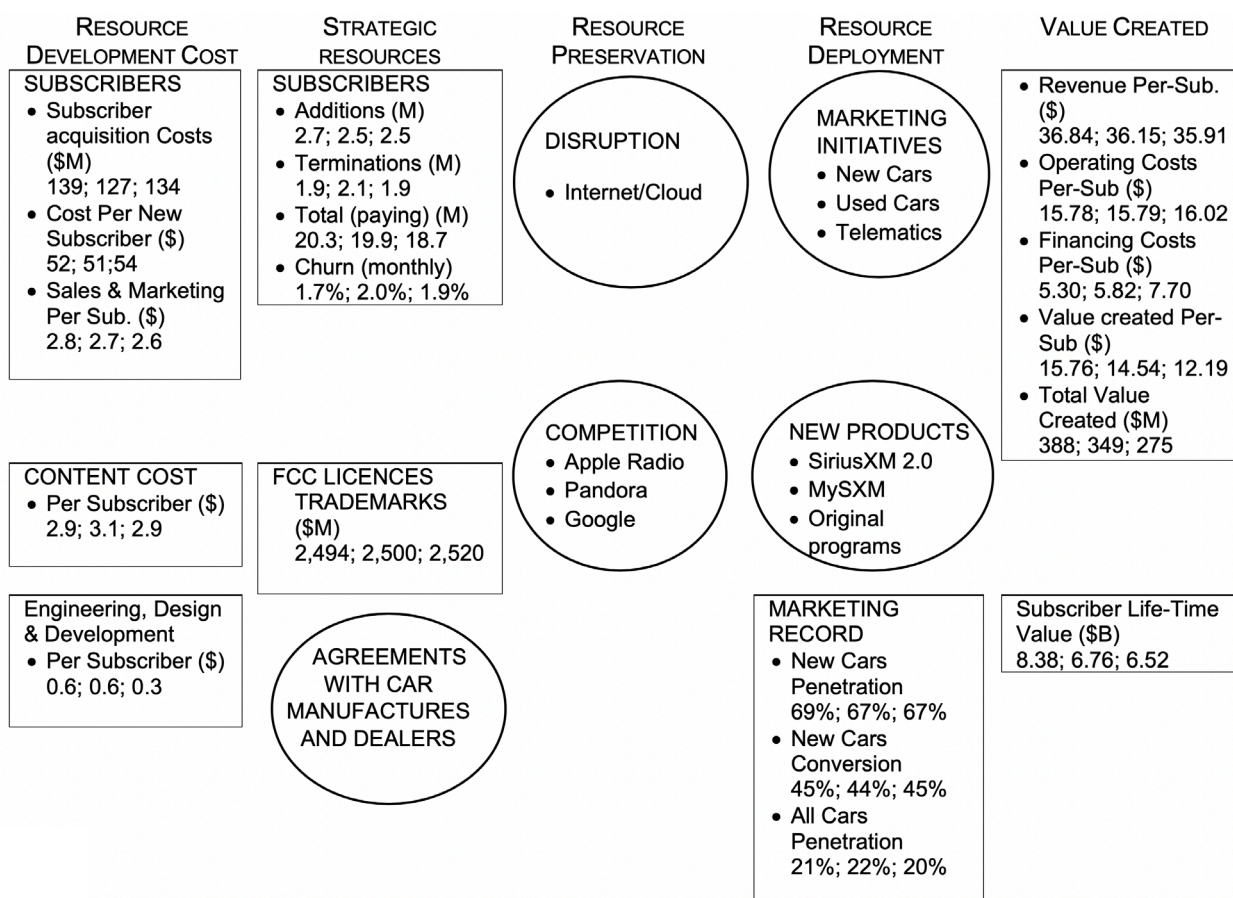 RESOURCE
DEVELOPMENT COST
SUBSCRIBERS
• Subscriber
acquisition Costs
($M)
139; 127; 134
• Cost Per New
Subscriber ($)
52; 51;54
• Sales & Marketing
Per Sub. ($)
2.8; 2.7; 2.6
CONTENT COST
• Per Subscriber ($)
2.9; 3.1; 2.9
Engineering, Design
& Development
• Per Subscriber ($)
0.6; 0.6; 0.3
STRATEGIC
RESOURCES
SUBSCRIBERS
• Additions (M)
2.7; 2.5; 2.5
• Terminations (M)
1.9; 2.1; 1.9
• Total (paying) (M)
20.3; 19.9; 18.7
• Churn (monthly)
1.7%; 2.0%; 1.9%
FCC LICENCES
TRADEMARKS
($M)
2,494; 2,500; 2,520
AGREEMENTS
WITH CAR
MANUFACTURES
AND DEALERS
RESOURCE
PRESERVATION
DISRUPTION
• Internet/Cloud
COMPETITION
• Apple Radio
• Pandora
• Google
RESOURCE
DEPLOYMENT
MARKETING
INITIATIVES
• New Cars
• Used Cars
• Telematics
NEW PRODUCTS
• SiriusXM 2.0
• MySXM
• Original
programs
MARKETING
RECORD
• New Cars
Penetration
69%; 67%; 67%
• New Cars
Conversion
45%; 44%; 45%
• All Cars
Penetration
21%; 22%; 20%
VALUE CREATED
• Revenue Per-Sub.
($)
36.84; 36.15; 35.91
• Operating Costs
Per-Sub ($)
15.78; 15.79; 16.02
• Financing Costs
Per-Sub ($)
5.30; 5.82; 7.70
• Value created Per-
Sub ($)
15.76; 14.54; 12.19
• Total Value
Created ($M)
388; 349; 275
Subscriber Life-Time
Value ($B)
8.38; 6.76; 6.52